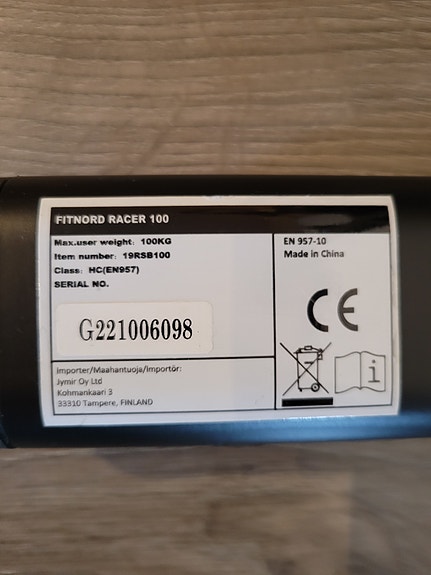 FITNORD RACER 100
Max.user weight: 100KG
Item number: 19RSB100
Class: HC(EN957)
SERIAL NO.
G221006098
EN 957-10
Made in China
CE
Importer/Maahantuoja/Importör:
Jymir Oy Ltd
Kohmankaari 3
33310 Tampere, FINLAND
i